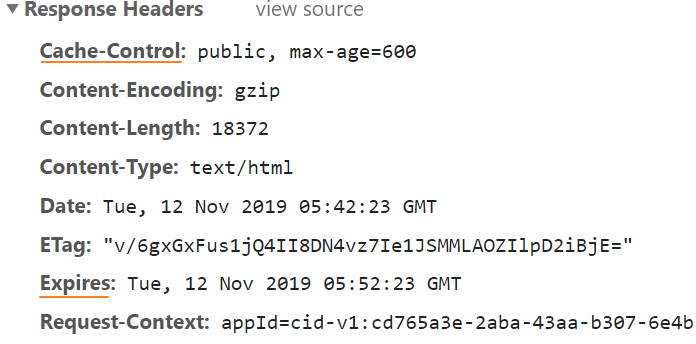 ▼ Response Headers view source
Cache-Control: public, max-age=600
Content-Encoding: gzip
Content-Length: 18372
Content-Type: text/html
Date: Tue, 12 Nov 2019 05:42:23 GMT
ETag: "v/6gxGxFus1jQ4II8DN4vz7Ie1JSMMLAOZIlpD2iBjE="
Expires: Tue, 12 Nov 2019 05:52:23 GMT
Request-Context: appId=cid-v1:cd765a3e-2aba-43aa-b307-6e4b